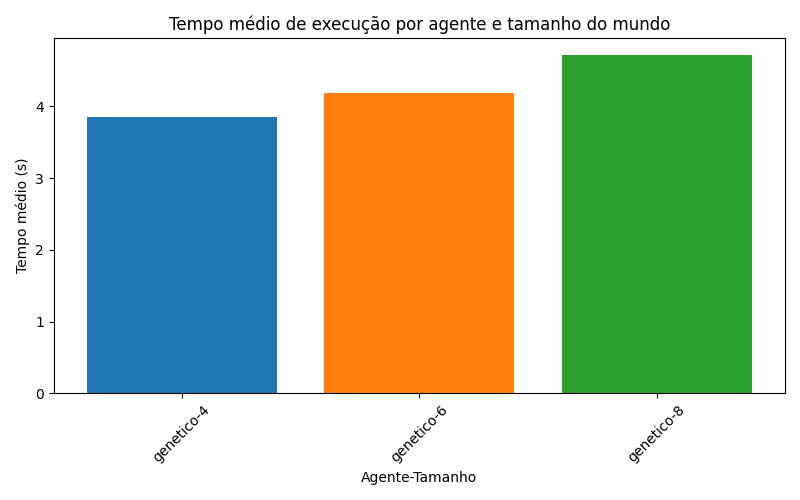 Tempo médio de execução por agente e tamanho do mundo
Tempo médio (s)
4
3
2
1
0
genetico-4
genetico-6
genetico-8
Agente-Tamanho